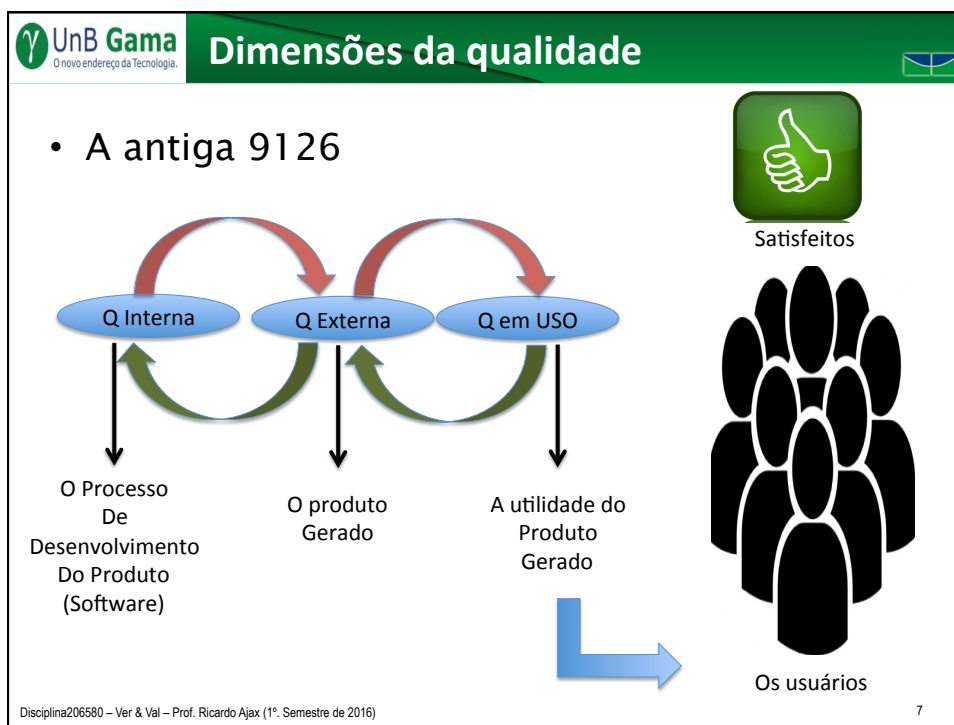 γ UnB Gama
O novo endereço da Tecnologia.
Dimensões da qualidade
• A antiga 9126
Satisfeitos
Q Interna
Q Externa
Q em USO
O Processo
De
Desenvolvimento
Do Produto
(Software)
O produto
Gerado
A utilidade do
Produto
Gerado
Os usuários
Disciplina206580 – Ver & Val – Prof. Ricardo Ajax (1º. Semestre de 2016)
7